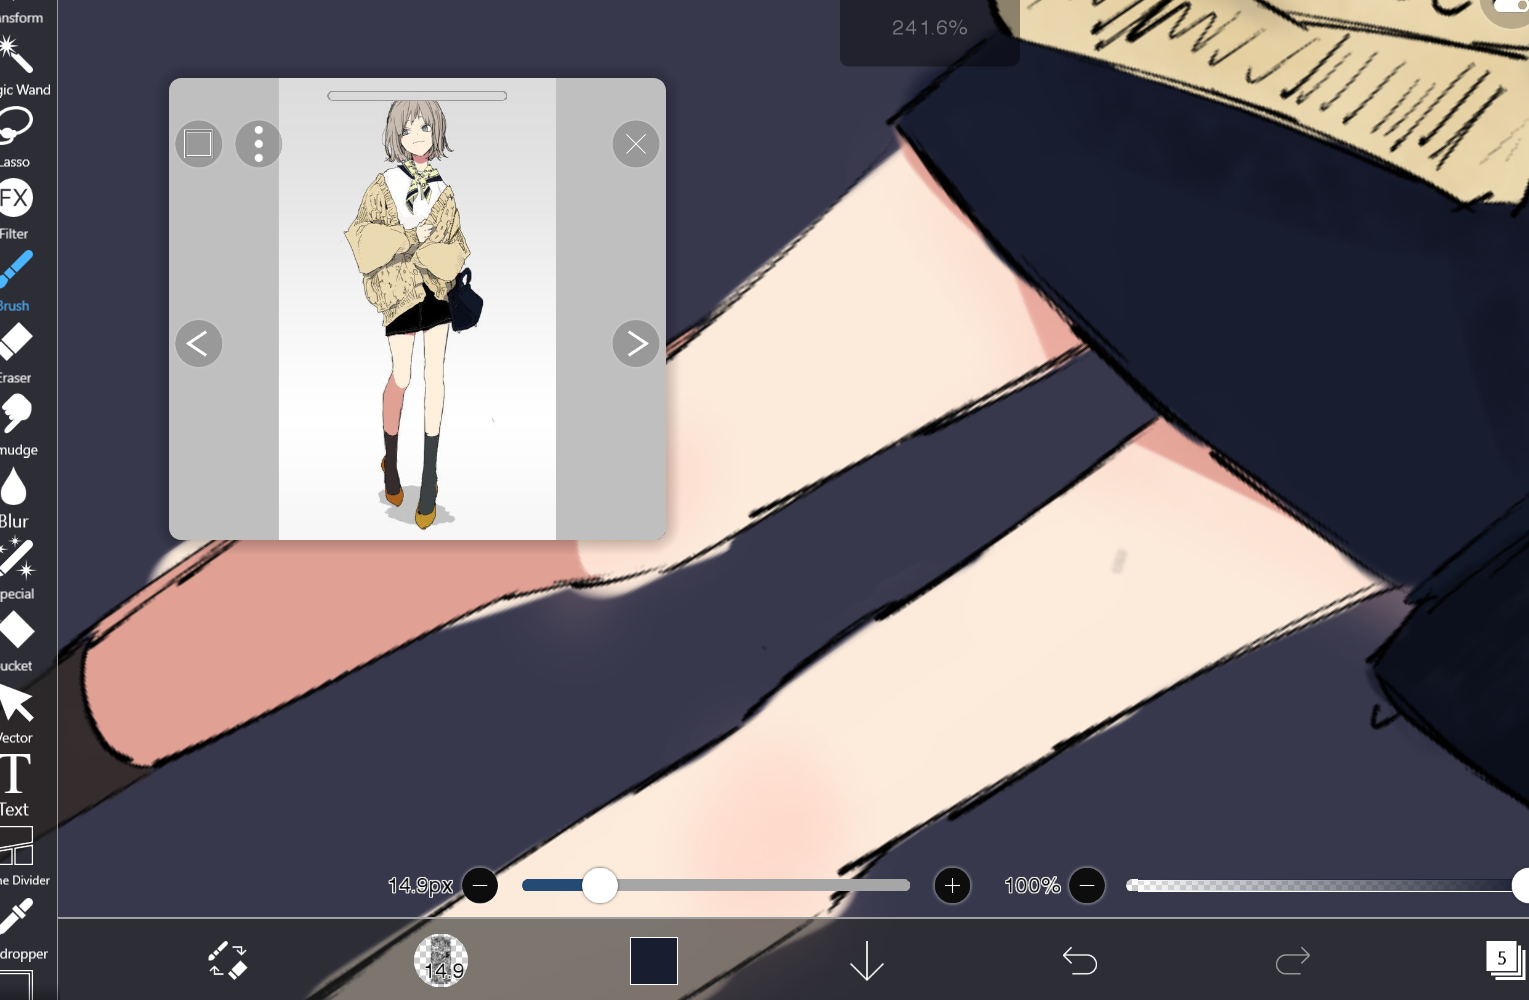 ansform
241.6%
gic Wand
Lasso
FX
Filter
Brush
Eraser
mudge
Blur
pecial
ucket
Vector
T
Text
14.9px
100%
ne Divider
dropper
14.9
5